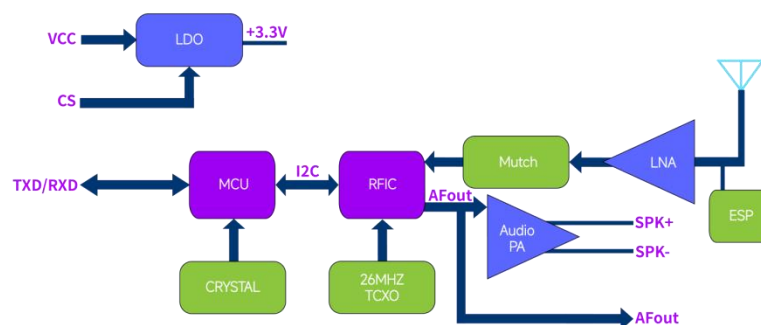 VCC
LDO
+3.3V
CS
TXD/RXD
MCU
I2C
RFIC
Mutch
LNA
AFout
Audio
PA
SPK+
SPK-
ESP
CRYSTAL
26MHZ
TCXO
AFout